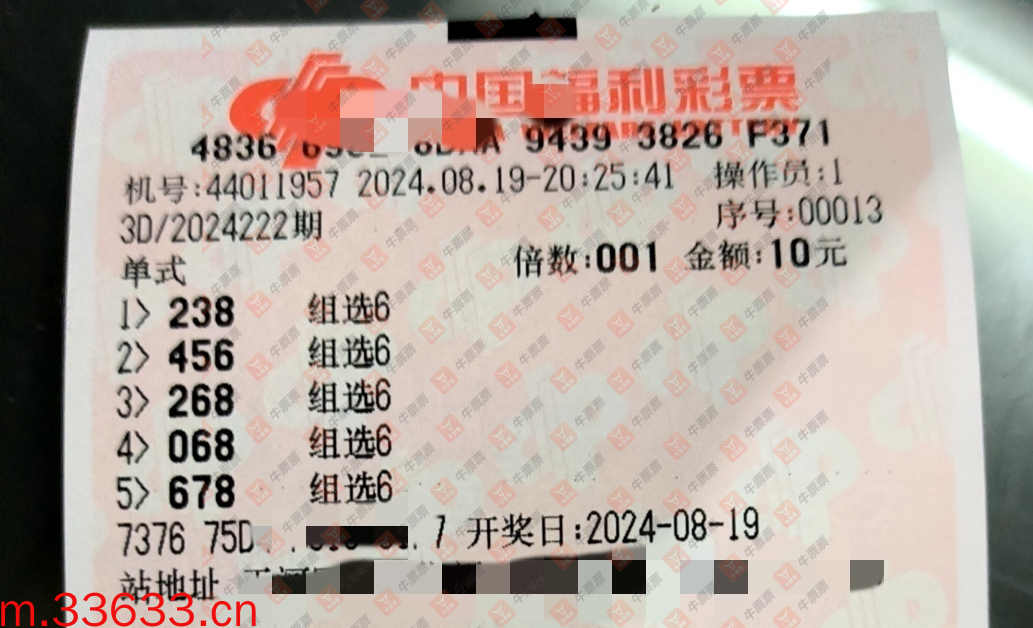 中国福利彩票
4836 9439 3826 F371
机号:44011957 2024.08.19-20:25:41 操作员:1
3D/2024222期 序号:00013
单式 倍数:001 金额:10元
1> 238 组选6
2> 456 组选6
3> 268 组选6
4> 068 组选6
5> 678 组选6
7376 75D 7 开奖日:2024-08-19
站地址
m.33633.cn